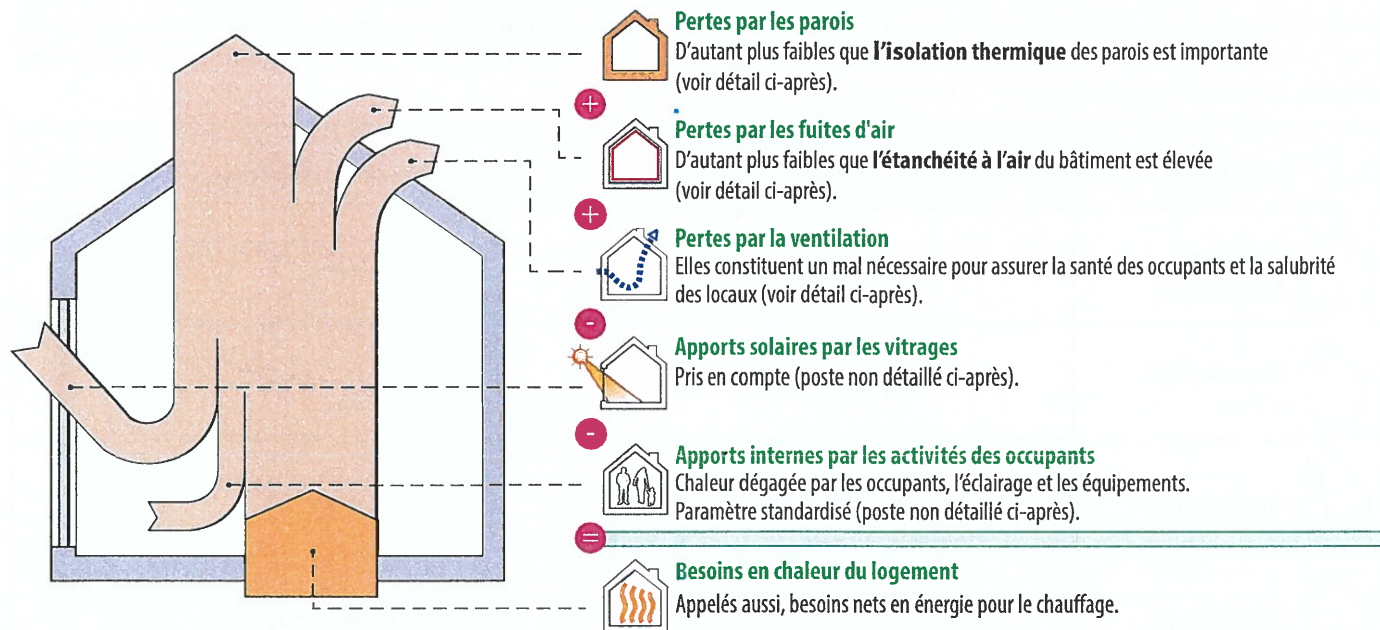 Pertes par les parois
D'autant plus faibles que l'isolation thermique des parois est importante
(voir détail ci-après).
+
Pertes par les fuites d'air
D'autant plus faibles que l'étanchéité à l'air du bâtiment est élevée
(voir détail ci-après).
+
Pertes par la ventilation
Elles constituent un mal nécessaire pour assurer la santé des occupants et la salubrité
des locaux (voir détail ci-après).
-
Apports solaires par les vitrages
Pris en compte (poste non détaillé ci-après).
-
Apports internes par les activités des occupants
Chaleur dégagée par les occupants, l'éclairage et les équipements.
Paramètre standardisé (poste non détaillé ci-après).
=
Besoins en chaleur du logement
Appelés aussi, besoins nets en énergie pour le chauffage.